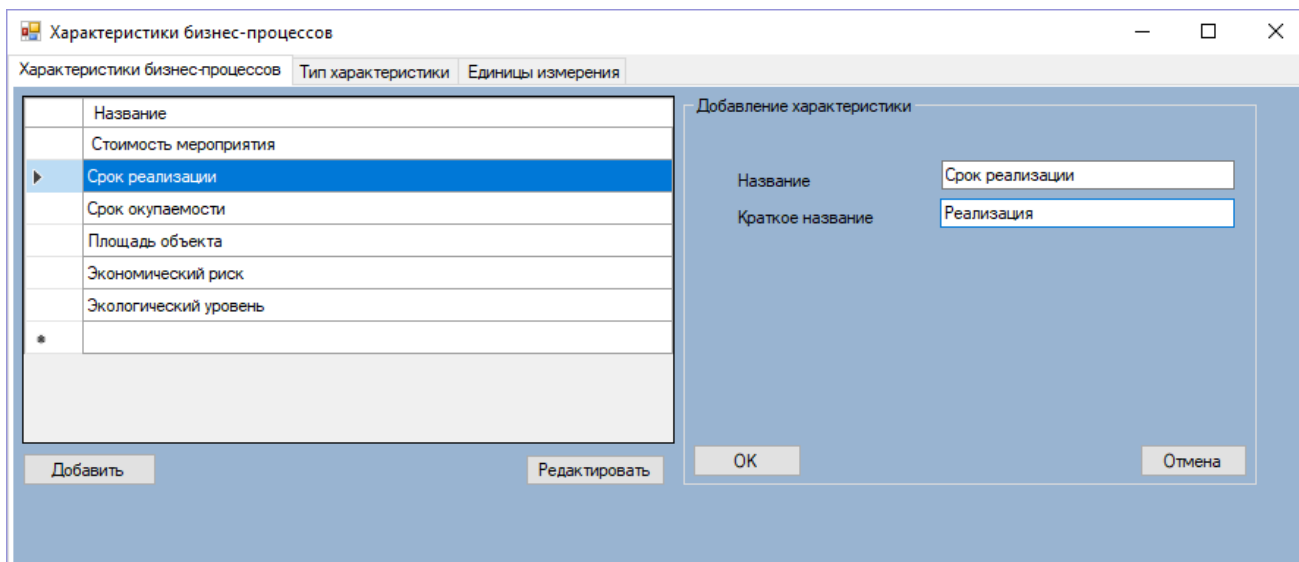 Характеристики бизнес-процессов
Характеристики бизнес-процессов Тип характеристики Единицы измерения
Название
Стоимость мероприятия
Срок реализации
Срок окупаемости
Площадь объекта
Экономический риск
Экологический уровень
Добавить Редактировать
Добавление характеристики
Название Срок реализации
Краткое название Реализация
OK Отмена